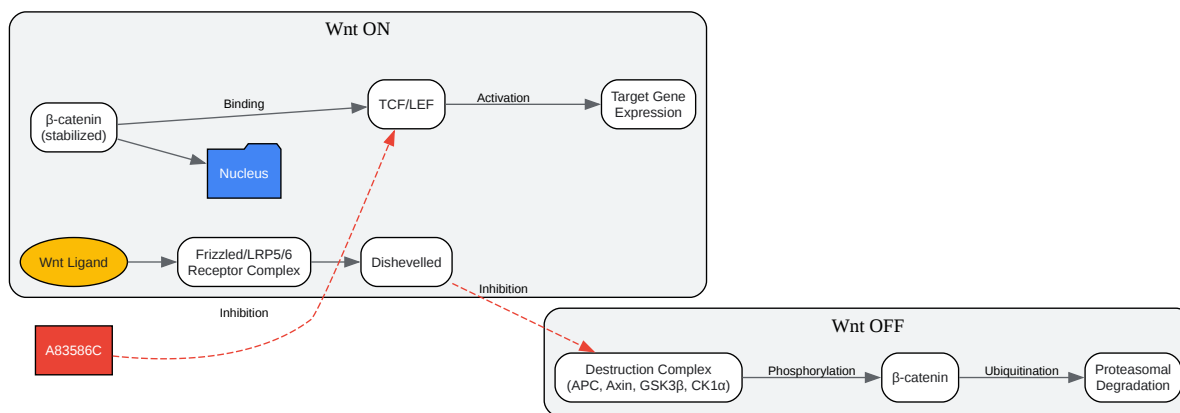 Wnt ON
β-catenin
(stabilized)
Binding
TCF/LEF
Activation
Target Gene
Expression
Nucleus
Wnt Ligand
Frizzled/LRP5/6
Receptor Complex
Dishevelled
Inhibition
Inhibition
A83586C
Wnt OFF
Destruction Complex
(APC, Axin, GSK3β, CK1α)
Phosphorylation
β-catenin
Ubiquitination
Proteasomal
Degradation